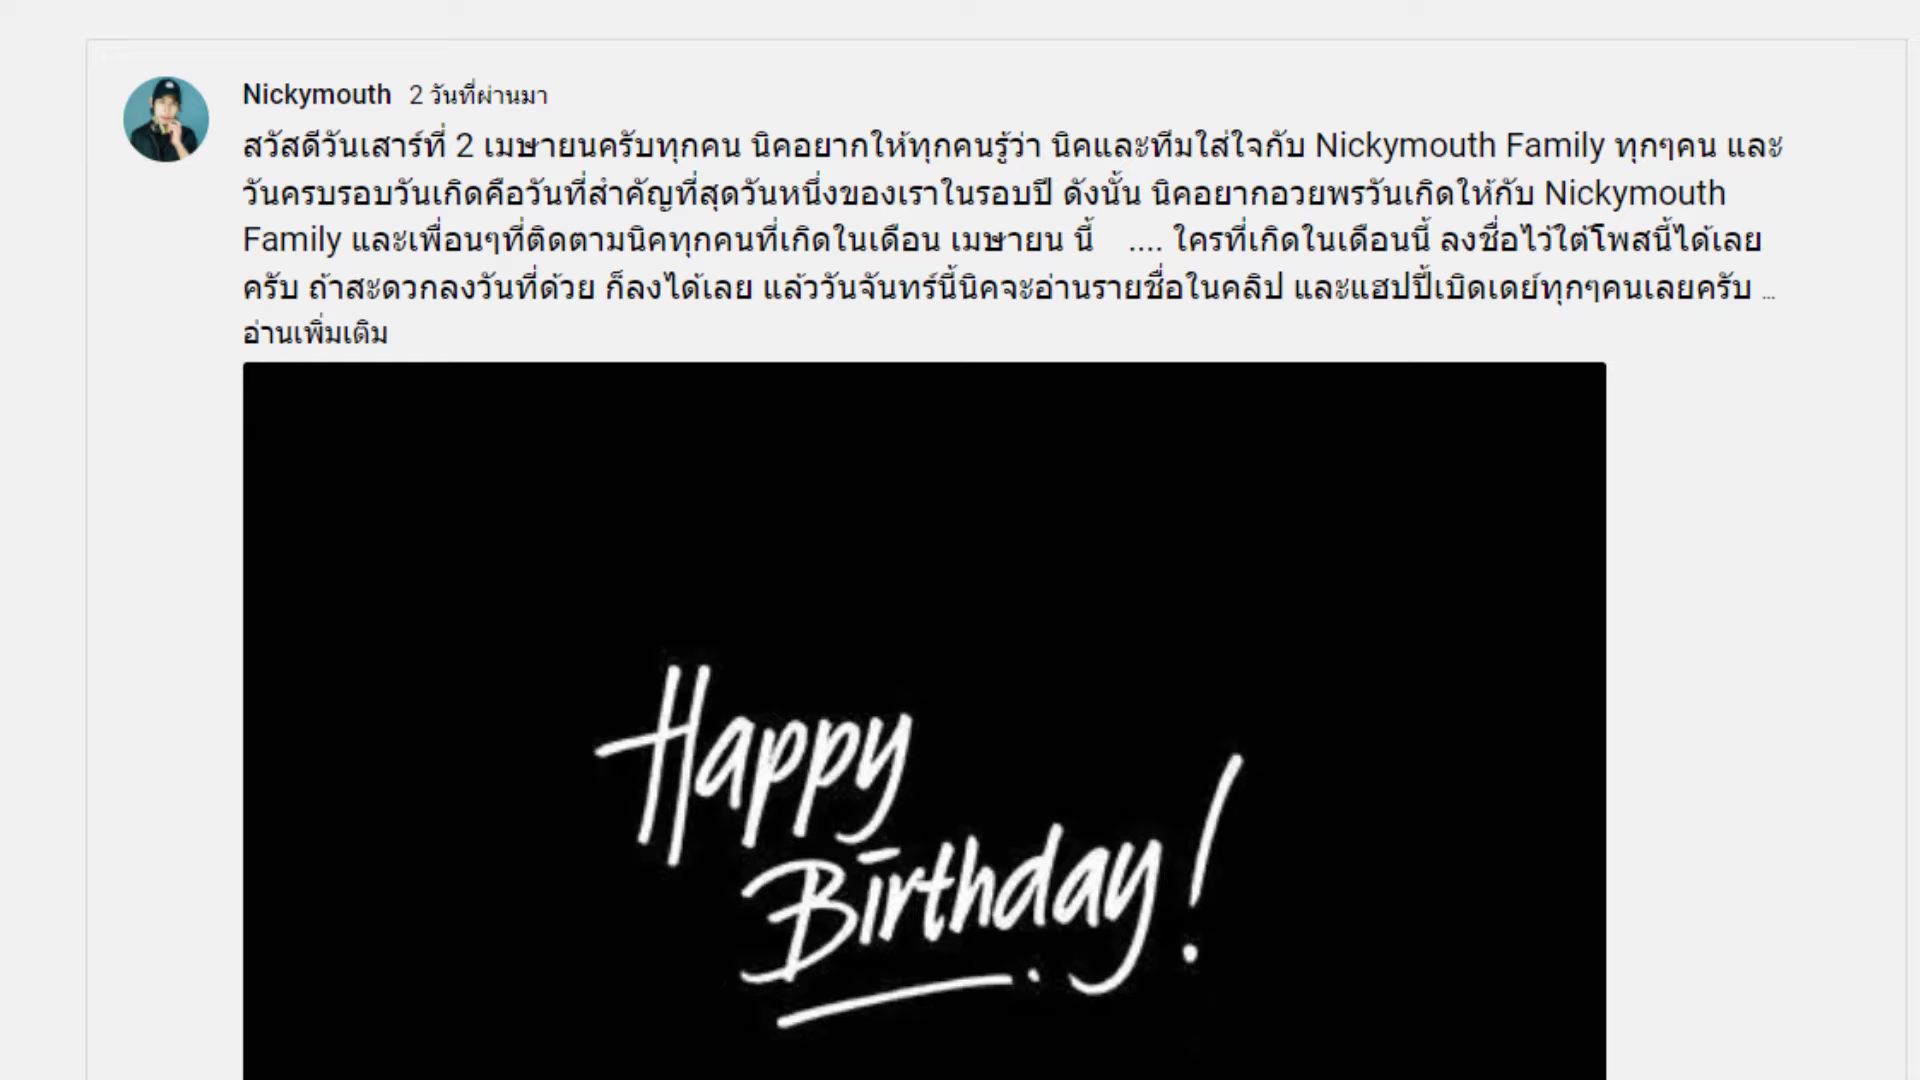 Nickymouth 2 วันที่ผ่านมา
สวัสดีวันเสาร์ที่ 2 เมษายนครับทุกคน นิคอยากให้ทุกคนรู้ว่า นิคและทีมใส่ใจกับ Nickymouth Family ทุกๆคน และ
วันครบรอบวันเกิดคือวันที่สำคัญที่สุดวันหนึ่งของเราในรอบปี ดังนั้น นิคอยากอวยพรวันเกิดให้กับ Nickymouth
Family และเพื่อนๆที่ติดตามนิคทุกคนที่เกิดในเดือน เมษายน นี้ .... ใครที่เกิดในเดือนนี้ ลงชื่อไว้ใต้โพสนี้ได้เลย
ครับ ถ้าสะดวกลงวันที่ด้วย ก็ลงได้เลย แล้ววันจันทร์นี้นิคจะอ่านรายชื่อในคลิป และแฮปปี้เบิดเดย์ทุกๆคนเลยครับ ...
อ่านเพิ่มเติม
Happy
Birthday!